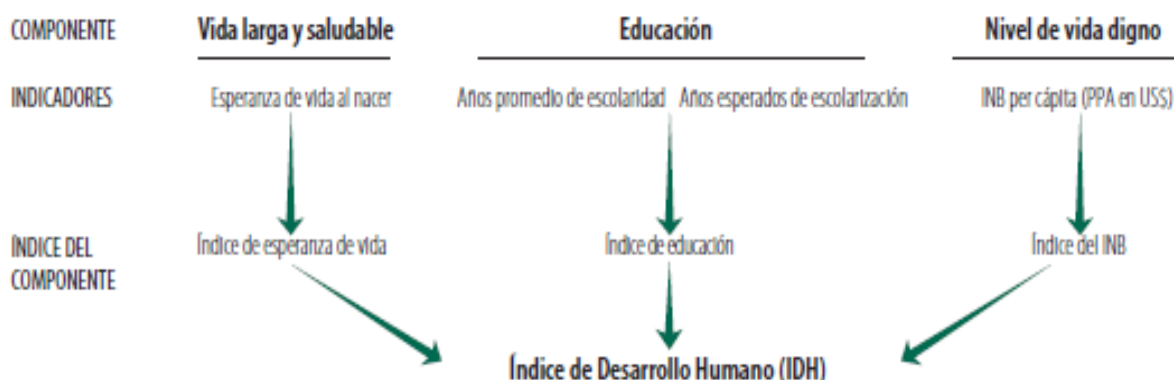 COMPONENTE Vida larga y saludable Educación Nivel de vida digno
INDICADORES Esperanza de vida al nacer Años promedio de escolaridad Años esperados de escolarización INB per cápita (PPA en US$)
ÍNDICE DEL COMPONENTE Índice de esperanza de vida Índice de educación Índice del INB
Índice de Desarrollo Humano (IDH)